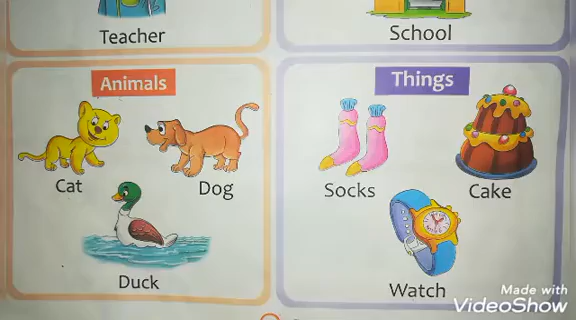 Teacher
School
Animals
Things
Cat
Dog
Socks
Cake
Duck
Watch
Made with
VideoShow